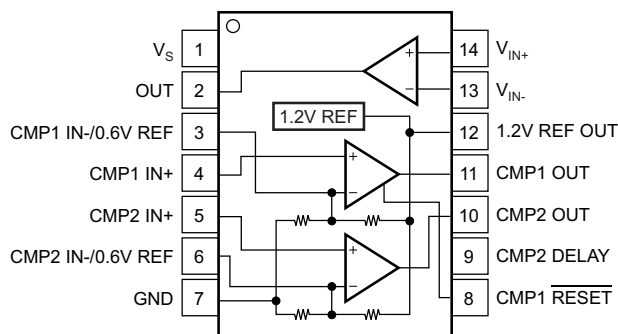 V_S 1
OUT 2
CMP1 IN-/0.6V REF 3
CMP1 IN+ 4
CMP2 IN+ 5
CMP2 IN-/0.6V REF 6
GND 7
1.2V REF
+
−
+
−
+
−
14 V_IN+
13 V_IN-
12 1.2V REF OUT
11 CMP1 OUT
10 CMP2 OUT
9 CMP2 DELAY
8 CMP1 RESET